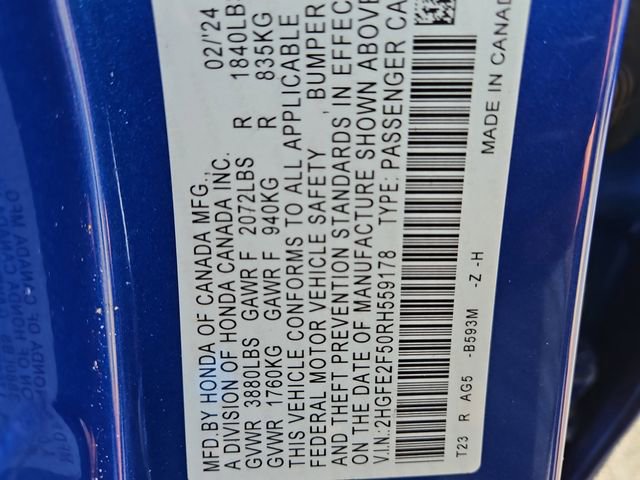 MFD.BY HONDA OF CANADA MFG., 02/'24
A DIVISION OF HONDA CANADA INC.
GVWR 3880LBS GAWR F 2072LBS R 1840LBS
GVWR 1760KG GAWR F 940KG R 835KG
THIS VEHICLE CONFORMS TO ALL APPLICABLE
FEDERAL MOTOR VEHICLE SAFETY , BUMPER
AND THEFT PREVENTION STANDARDS IN EFFECT
ON THE DATE OF MANUFACTURE SHOWN ABOVE
V.I.N.:2HGFE2F50RH559178 TYPE: PASSENGER CA
T23 R AG5 -B593M -Z -H
MADE IN CANAD